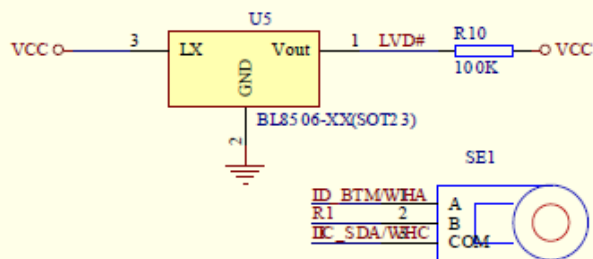 U5
VCC 3 LX Vout 1 LVD# R10 VCC
100K
GND
2
BL8506-XX(SOT23)
SE1
ID_BTM/WHA A
R1 2 B
IIC_SDA/WHC COM